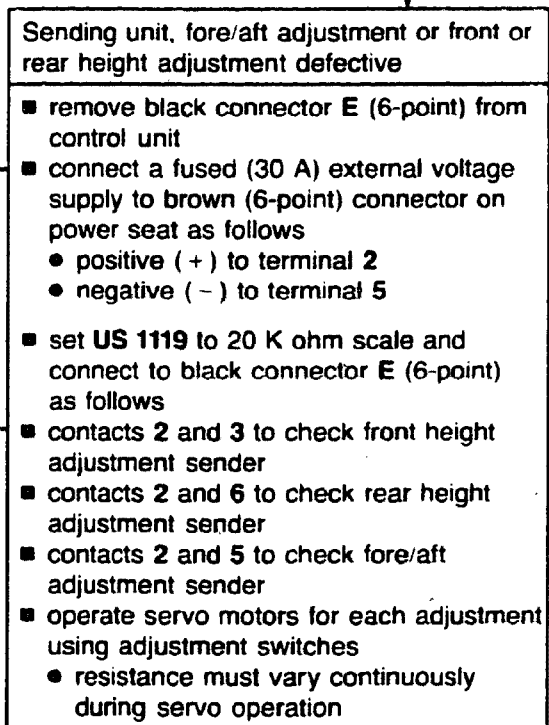 Sending unit, fore/aft adjustment or front or
rear height adjustment defective
■ remove black connector E (6-point) from
control unit
■ connect a fused (30 A) external voltage
supply to brown (6-point) connector on
power seat as follows
● positive (+) to terminal 2
● negative (−) to terminal 5
■ set US 1119 to 20 K ohm scale and
connect to black connector E (6-point)
as follows
■ contacts 2 and 3 to check front height
adjustment sender
■ contacts 2 and 6 to check rear height
adjustment sender
■ contacts 2 and 5 to check fore/aft
adjustment sender
■ operate servo motors for each adjustment
using adjustment switches
● resistance must vary continuously
during servo operation